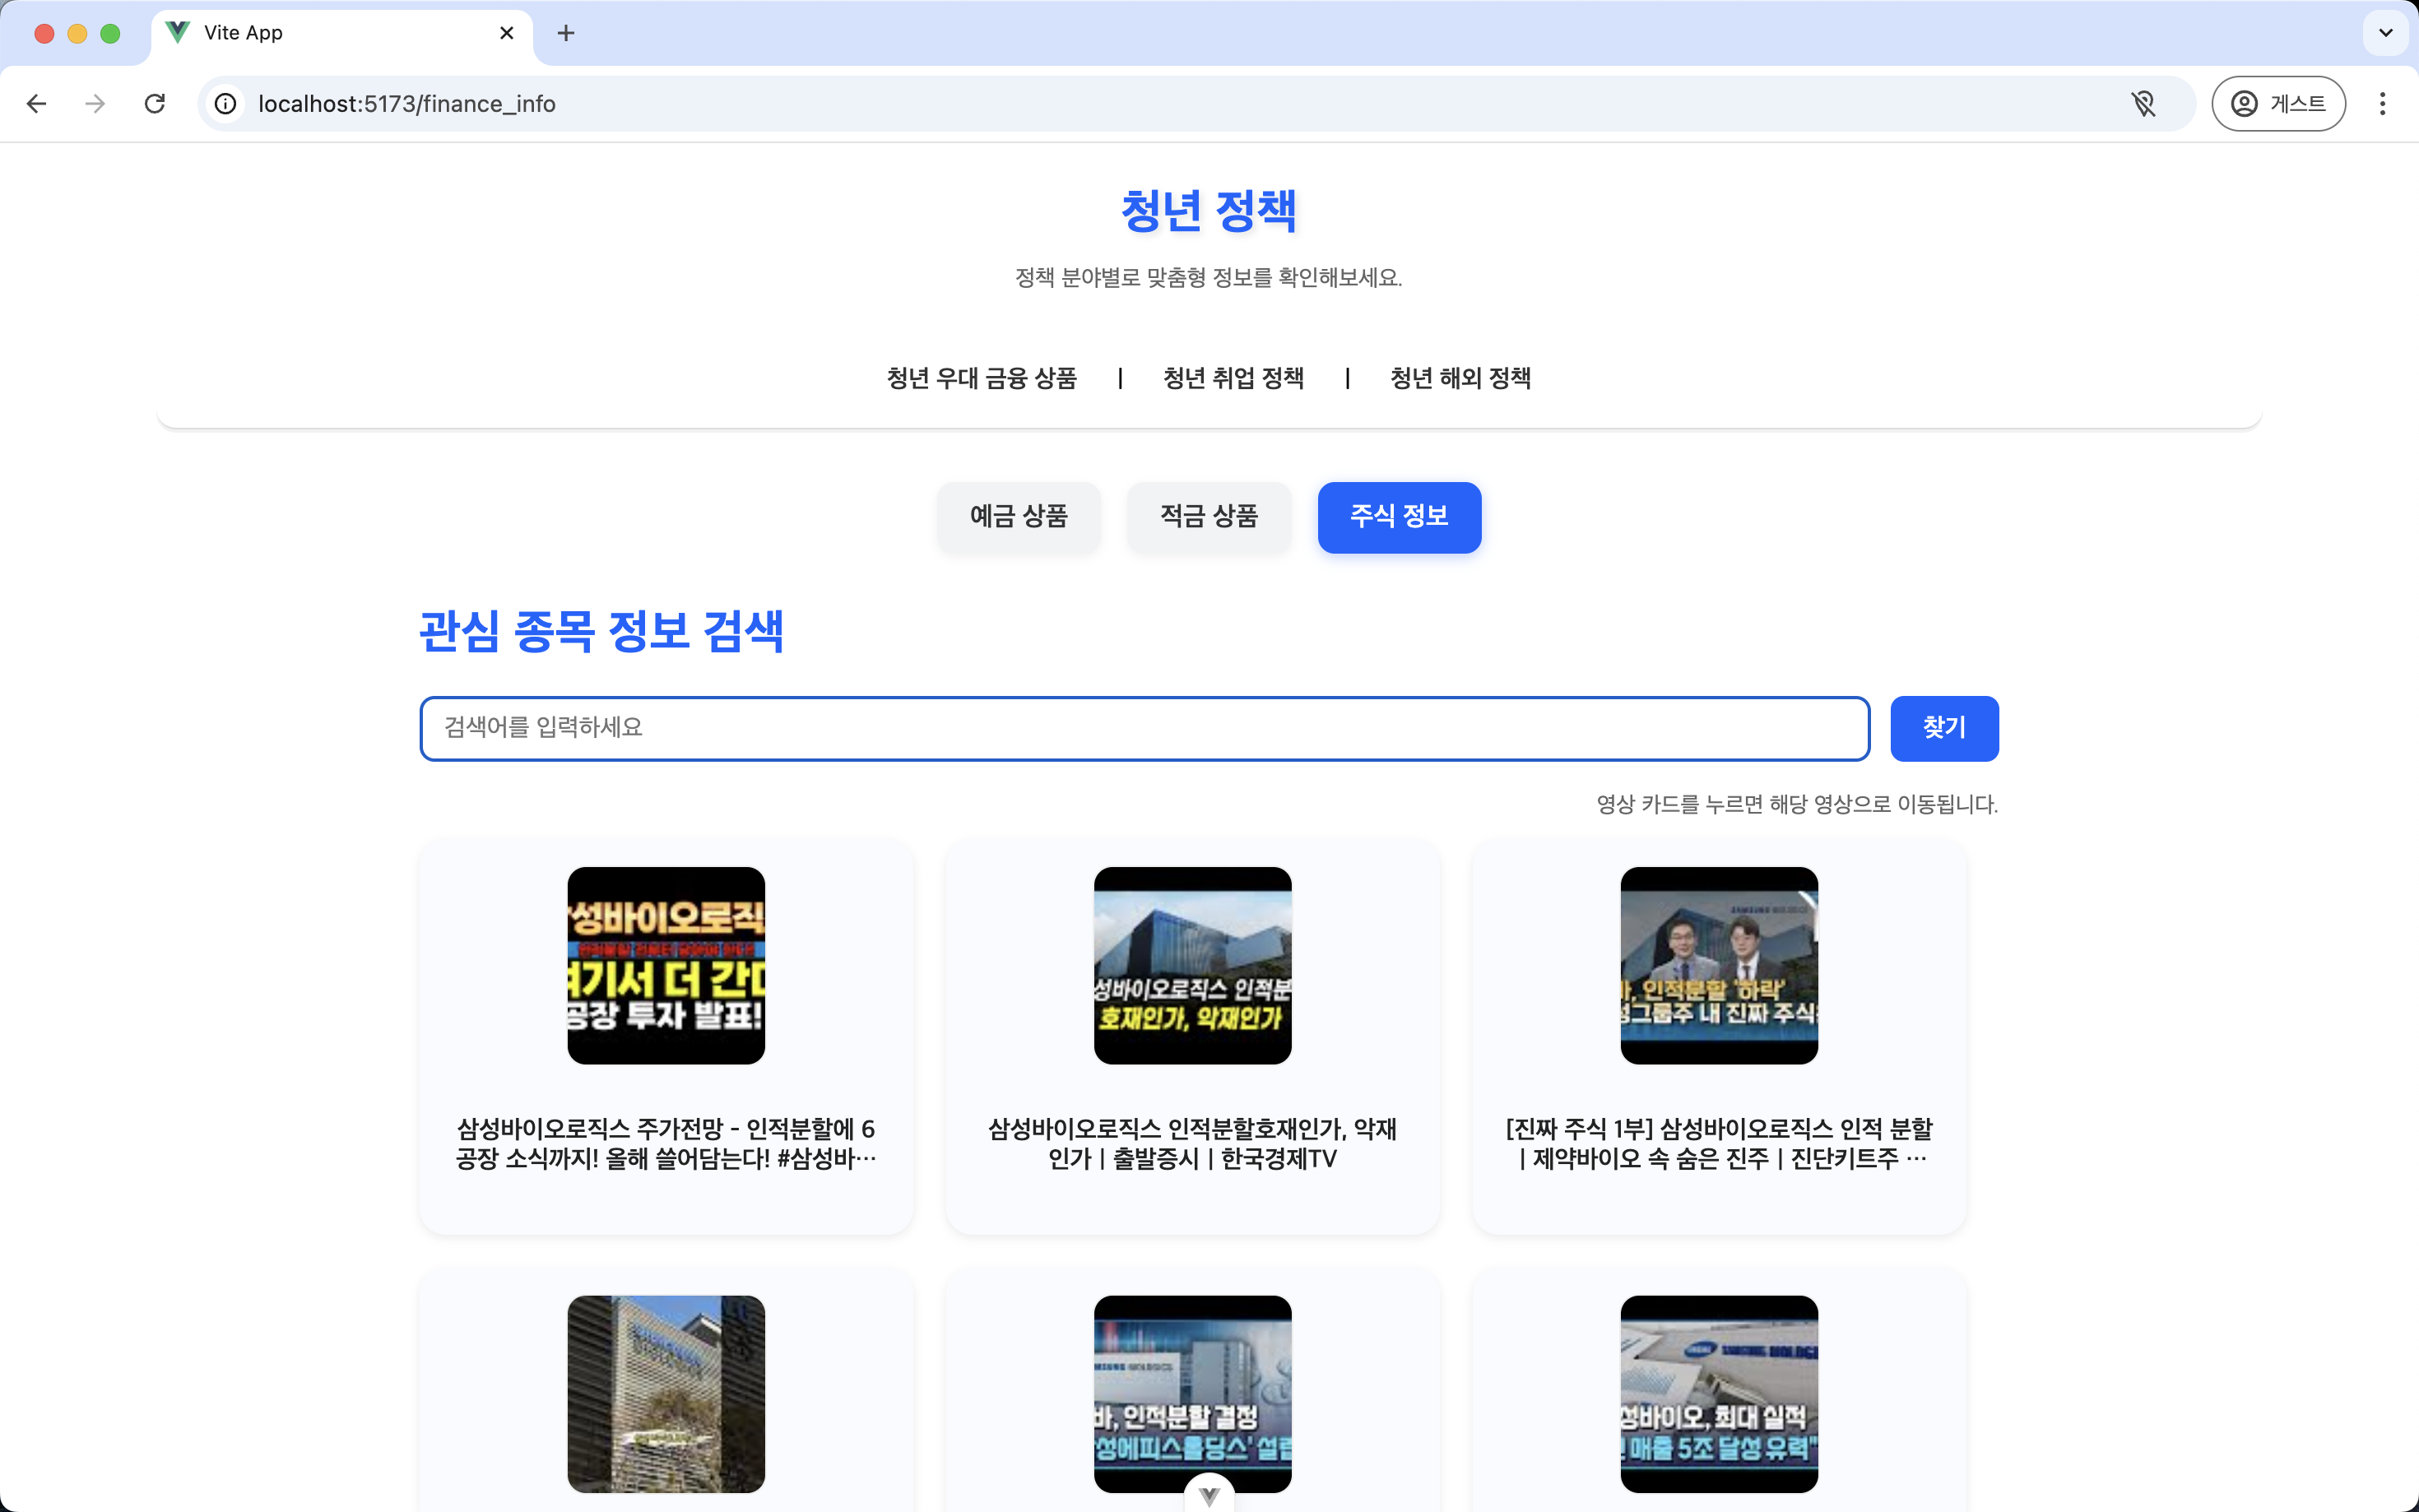 Vite App
localhost:5173/finance_info
게스트
청년 정책
정책 분야별로 맞춤형 정보를 확인해보세요.
청년 우대 금융 상품 | 청년 취업 정책 | 청년 해외 정책
예금 상품 적금 상품 주식 정보
관심 종목 정보 검색
검색어를 입력하세요 찾기
영상 카드를 누르면 해당 영상으로 이동됩니다.
성바이오로직
여기서 더 간다
공장 투자 발표!
성바이오로직스 인적분
호재인가, 악재인가
, 인적분할 '하락'
성그룹주 내 진짜 주식
삼성바이오로직스 주가전망 - 인적분할에 6
공장 소식까지! 올해 쓸어담는다! #삼성바…
삼성바이오로직스 인적분할호재인가, 악재
인가 | 출발증시 | 한국경제TV
[진짜 주식 1부] 삼성바이오로직스 인적 분할
| 제약바이오 속 숨은 진주 | 진단키트주 …
바, 인적분할 결정
성에피스홀딩스' 설립
SAMSUNG BIOLOGIC
성바이오, 최대 실적
매출 5조 달성 유력"